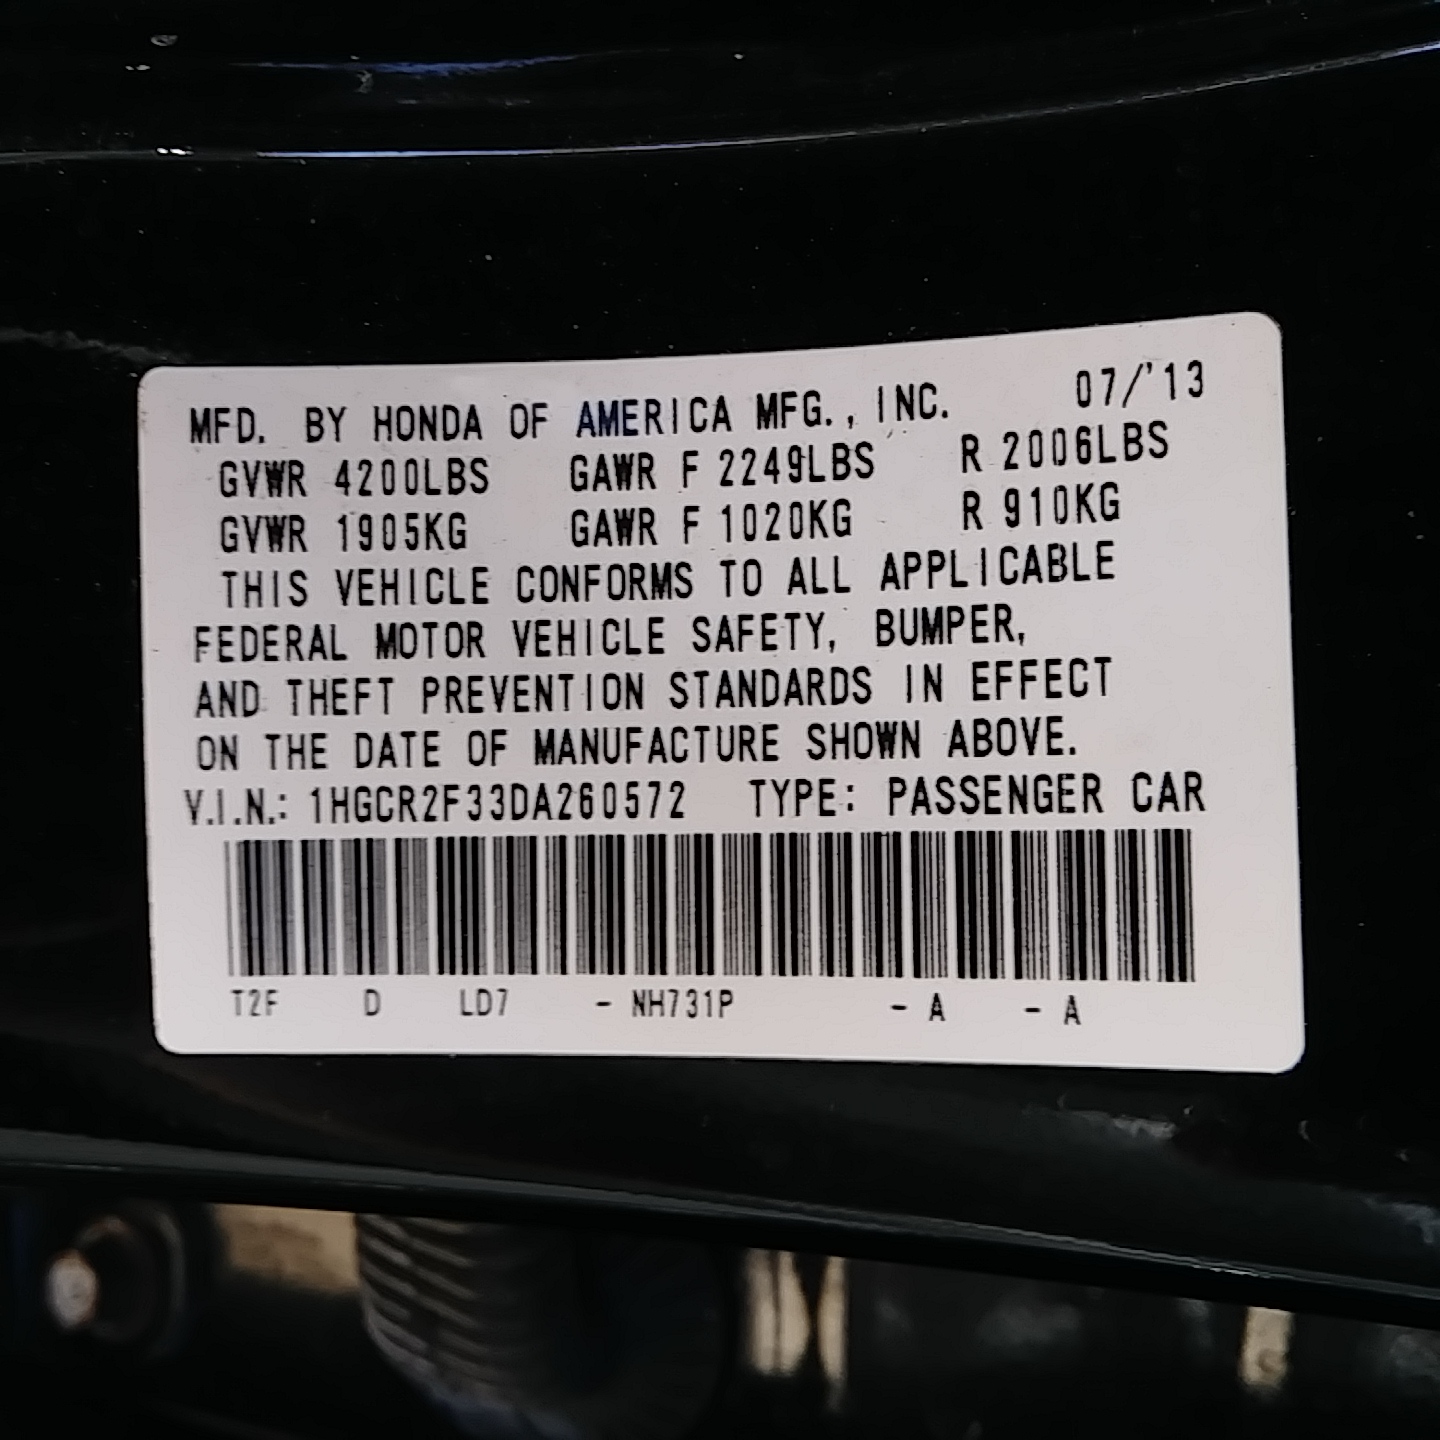 MFD. BY HONDA OF AMERICA MFG., INC. 07/'13
GVWR 4200LBS GAWR F 2249LBS R 2006LBS
GVWR 1905KG GAWR F 1020KG R 910KG
THIS VEHICLE CONFORMS TO ALL APPLICABLE
FEDERAL MOTOR VEHICLE SAFETY, BUMPER,
AND THEFT PREVENTION STANDARDS IN EFFECT
ON THE DATE OF MANUFACTURE SHOWN ABOVE.
V.I.N.: 1HGCR2F33DA260572 TYPE: PASSENGER CAR
T2F D LD7 - NH731P - A - A